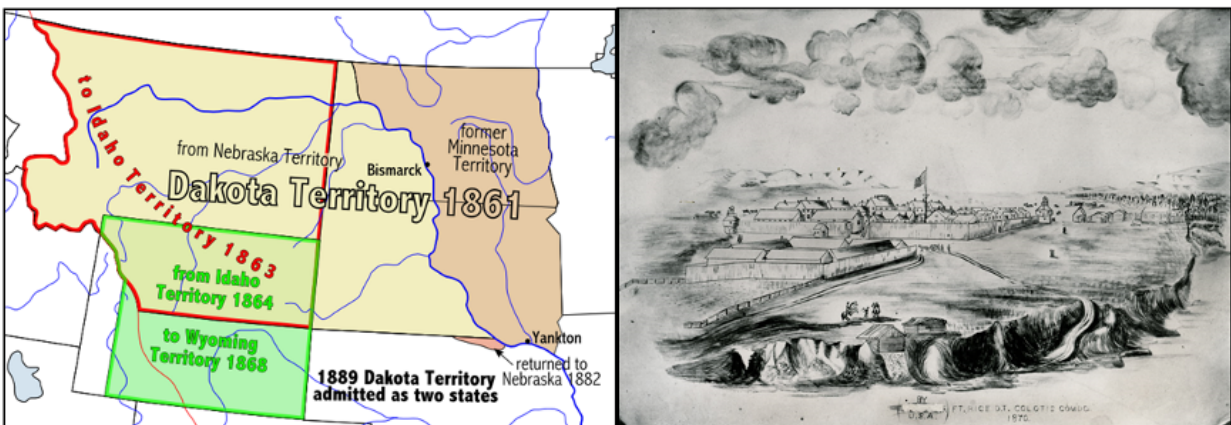 to Idaho Territory 1863
from Nebraska Territory
Bismarck
former
Minnesota
Territory
Dakota Territory 1861
from Idaho
Territory 1864
to Wyoming
Territory 1868
Yankton
returned to
Nebraska 1882
1889 Dakota Territory
admitted as two states
BY
FT. RICE D.T. COL OTIS COMDG.
1870.